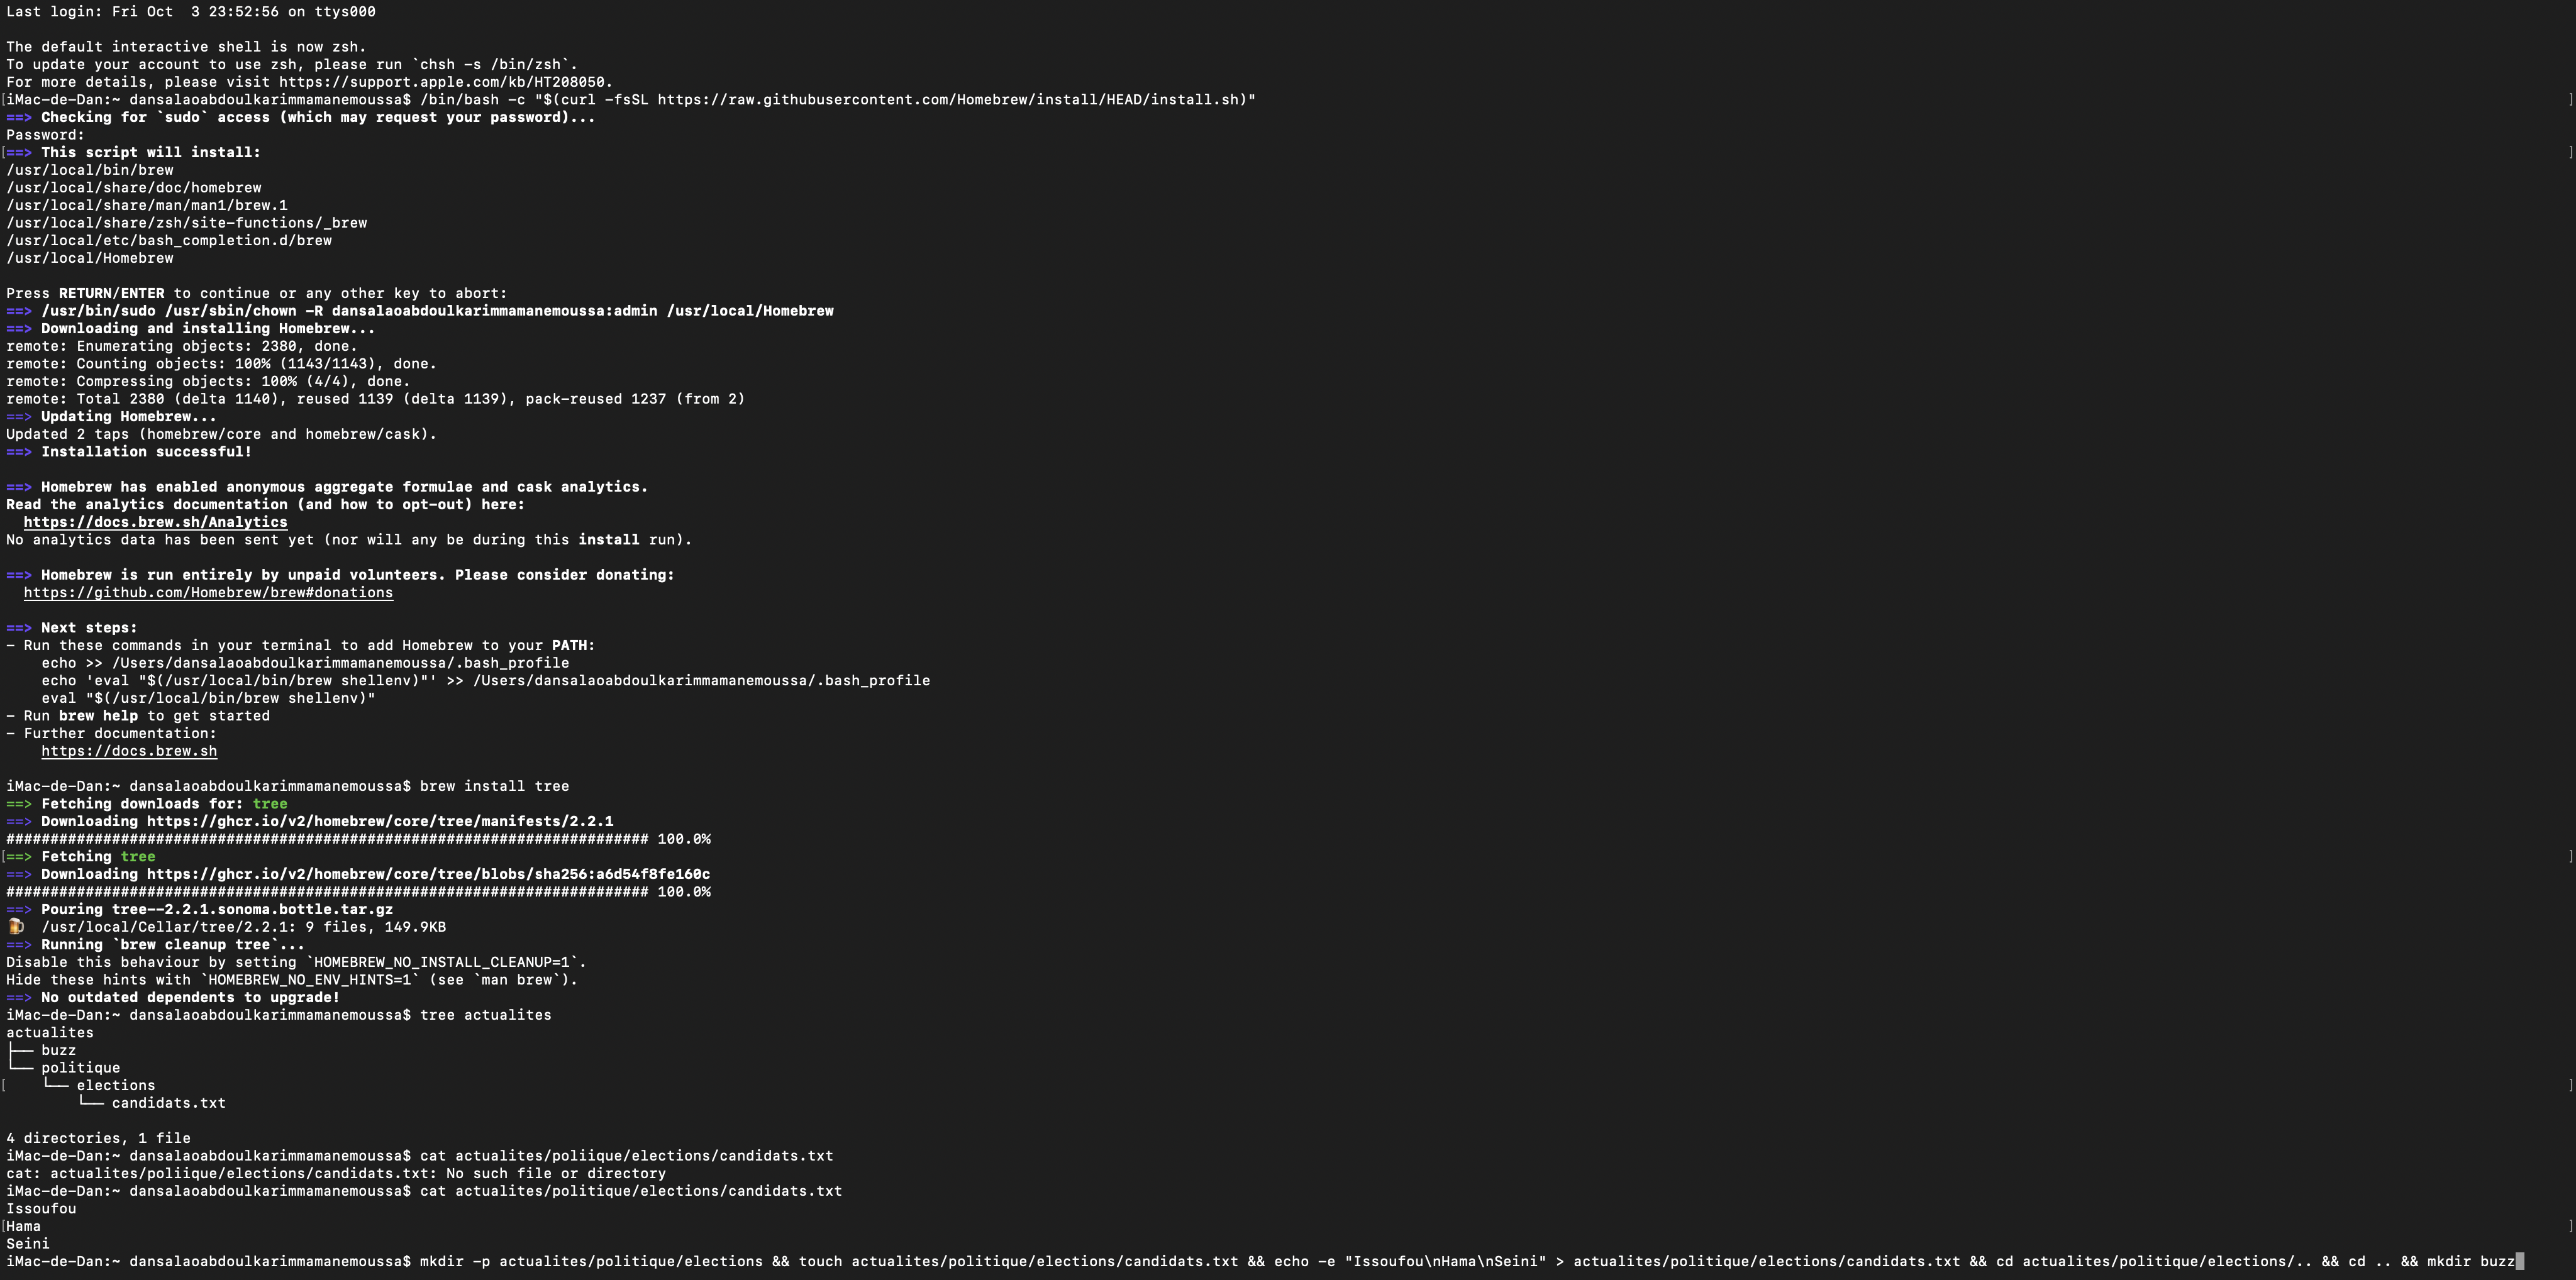 Last login: Fri Oct  3 23:52:56 on ttys000

The default interactive shell is now zsh.
To update your account to use zsh, please run `chsh -s /bin/zsh`.
For more details, please visit https://support.apple.com/kb/HT208050.
[iMac-de-Dan:~ dansalaoabdoulkarimmamanemoussa$ /bin/bash -c "$(curl -fsSL https://raw.githubusercontent.com/Homebrew/install/HEAD/install.sh)" ]
==> Checking for `sudo` access (which may request your password)...
Password:
[==> This script will install: ]
/usr/local/bin/brew
/usr/local/share/doc/homebrew
/usr/local/share/man/man1/brew.1
/usr/local/share/zsh/site-functions/_brew
/usr/local/etc/bash_completion.d/brew
/usr/local/Homebrew

Press RETURN/ENTER to continue or any other key to abort:
==> /usr/bin/sudo /usr/sbin/chown -R dansalaoabdoulkarimmamanemoussa:admin /usr/local/Homebrew
==> Downloading and installing Homebrew...
remote: Enumerating objects: 2380, done.
remote: Counting objects: 100% (1143/1143), done.
remote: Compressing objects: 100% (4/4), done.
remote: Total 2380 (delta 1140), reused 1139 (delta 1139), pack-reused 1237 (from 2)
==> Updating Homebrew...
Updated 2 taps (homebrew/core and homebrew/cask).
==> Installation successful!

==> Homebrew has enabled anonymous aggregate formulae and cask analytics.
Read the analytics documentation (and how to opt-out) here:
  https://docs.brew.sh/Analytics
No analytics data has been sent yet (nor will any be during this install run).

==> Homebrew is run entirely by unpaid volunteers. Please consider donating:
  https://github.com/Homebrew/brew#donations

==> Next steps:
- Run these commands in your terminal to add Homebrew to your PATH:
    echo >> /Users/dansalaoabdoulkarimmamanemoussa/.bash_profile
    echo 'eval "$(/usr/local/bin/brew shellenv)"' >> /Users/dansalaoabdoulkarimmamanemoussa/.bash_profile
    eval "$(/usr/local/bin/brew shellenv)"
- Run brew help to get started
- Further documentation:
    https://docs.brew.sh

iMac-de-Dan:~ dansalaoabdoulkarimmamanemoussa$ brew install tree
==> Fetching downloads for: tree
==> Downloading https://ghcr.io/v2/homebrew/core/tree/manifests/2.2.1
######################################################################### 100.0%
[==> Fetching tree ]
==> Downloading https://ghcr.io/v2/homebrew/core/tree/blobs/sha256:a6d54f8fe160c
######################################################################### 100.0%
==> Pouring tree--2.2.1.sonoma.bottle.tar.gz
🍺  /usr/local/Cellar/tree/2.2.1: 9 files, 149.9KB
==> Running `brew cleanup tree`...
Disable this behaviour by setting `HOMEBREW_NO_INSTALL_CLEANUP=1`.
Hide these hints with `HOMEBREW_NO_ENV_HINTS=1` (see `man brew`).
==> No outdated dependents to upgrade!
iMac-de-Dan:~ dansalaoabdoulkarimmamanemoussa$ tree actualites
actualites
├── buzz
└── politique
[    └── elections ]
        └── candidats.txt

4 directories, 1 file
iMac-de-Dan:~ dansalaoabdoulkarimmamanemoussa$ cat actualites/poliique/elections/candidats.txt
cat: actualites/poliique/elections/candidats.txt: No such file or directory
iMac-de-Dan:~ dansalaoabdoulkarimmamanemoussa$ cat actualites/politique/elections/candidats.txt
Issoufou
[Hama ]
Seini
iMac-de-Dan:~ dansalaoabdoulkarimmamanemoussa$ mkdir -p actualites/politique/elections && touch actualites/politique/elections/candidats.txt && echo -e "Issoufou\nHama\nSeini" > actualites/politique/elections/candidats.txt && cd actualites/politique/elections/.. && cd .. && mkdir buzz